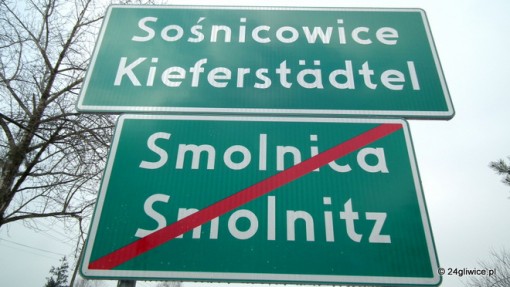 Sośnicowice
Kieferstädtel
Smolnica
Smolnitz
© 24gliwice.pl